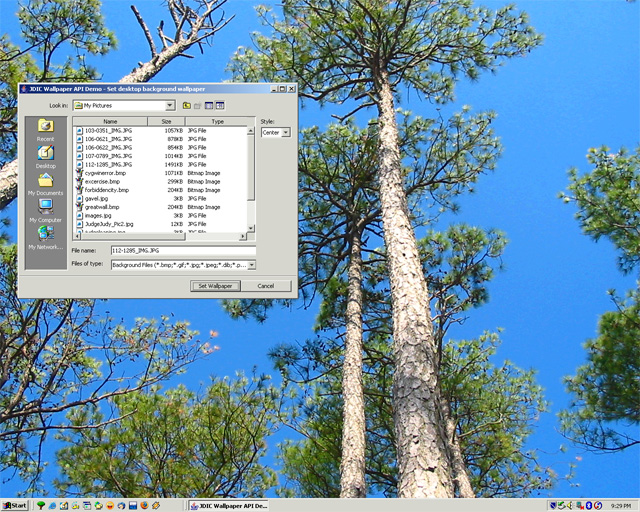 JDIC Wallpaper API Demo - Set desktop background wallpaper
Look in: My Pictures
Style:
Name Size Type
103-0351_IMG.JPG 1057KB JPG File
106-0621_IMG.JPG 878KB JPG File
106-0622_IMG.JPG 854KB JPG File
107-0789_IMG.JPG 1014KB JPG File
112-1285_IMG.JPG 1491KB JPG File
cygwinerror.bmp 1071KB Bitmap Image
excercise.bmp 299KB Bitmap Image
forbiddencity.bmp 204KB Bitmap Image
gavel.jpg 3KB JPG File
greatwall.bmp 204KB Bitmap Image
images.jpg 3KB JPG File
JudgeJudy_Pic2.jpg 12KB JPG File
3KB JPG File
Center
Recent
Desktop
My Documents
My Computer
My Network...
File name: 112-1285_IMG.JPG
Files of type: Background Files (*.bmp;*.gif;*.jpg;*.jpeg;*.dib;*.p...
Set Wallpaper Cancel
Start JDIC Wallpaper API De... 9:29 PM